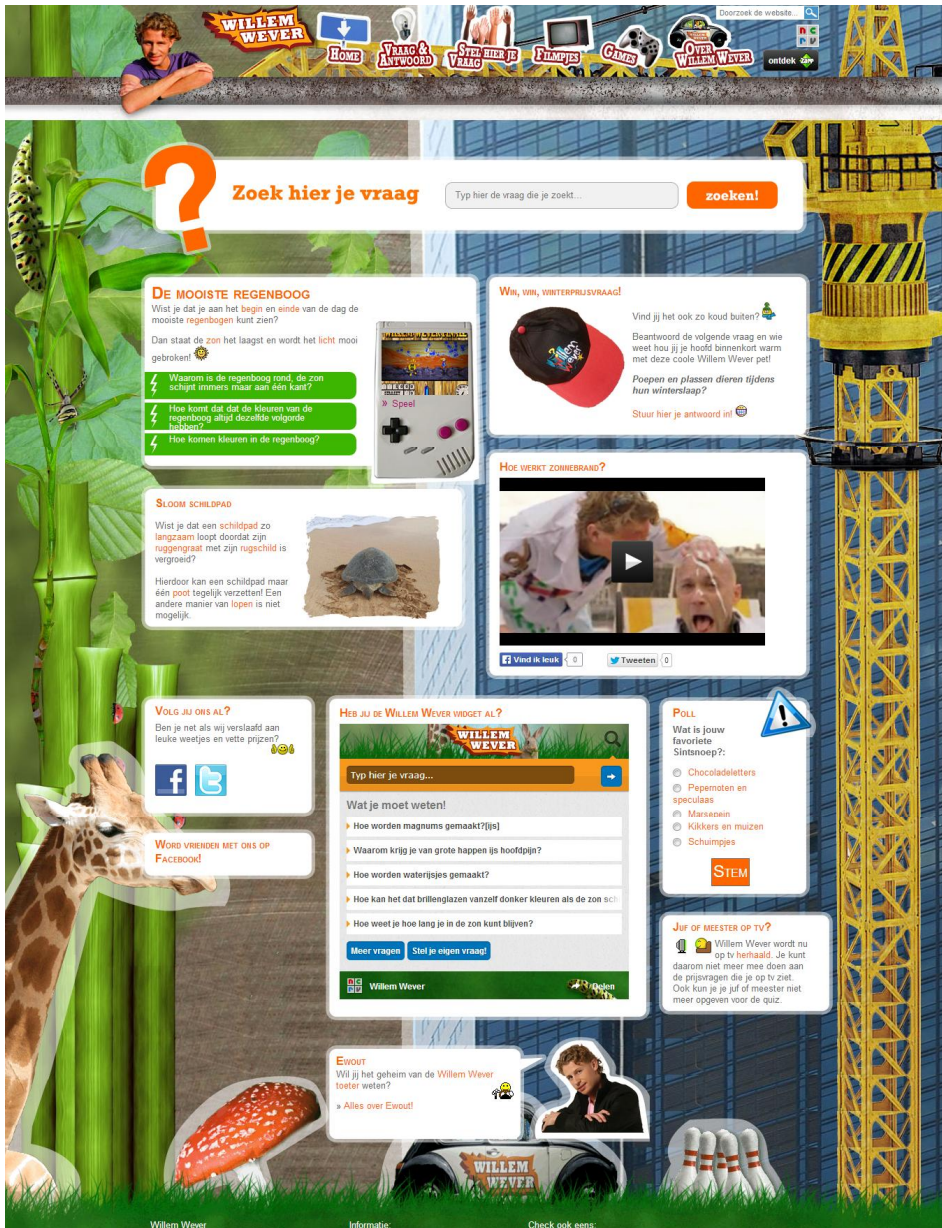 WILLEM
WEVER
HOME
VRAAG &
ANTWOORD
STEL HIER JE
VRAAG
FILMPJES
GAMES
OVER
WILLEM WEVER
Doorzoek de website...
n c
r v
ontdek zapp
Zoek hier je vraag
Typ hier de vraag die je zoekt...
zoeken!
?
DE MOOISTE REGENBOOG
Wist je dat je aan het begin en einde van de dag de
mooiste regenbogen kunt zien?
Dan staat de zon het laagst en wordt het licht mooi
gebroken!
Waarom is de regenboog rond, de zon
schijnt immers maar aan één kant?
Hoe komt dat dat de kleuren van de
regenboog altijd dezelfde volgorde
hebben?
Hoe komen kleuren in de regenboog?
» Speel
WIN, WIN, WINTERPRIJSVRAAG!
Vind jij het ook zo koud buiten?
Beantwoord de volgende vraag en wie
weet hou jij je hoofd binnenkort warm
met deze coole Willem Wever pet!
Poepen en plassen dieren tijdens
hun winterslaap?
Stuur hier je antwoord in!
Willem
Wever
HOE WERKT ZONNEBRAND?
Vind ik leuk 0
Tweeten 0
SLOOM SCHILDPAD
Wist je dat een schildpad zo
langzaam loopt doordat zijn
ruggengraat met zijn rugschild is
vergroeid?
Hierdoor kan een schildpad maar
één poot tegelijk verzetten! Een
andere manier van lopen is niet
mogelijk.
VOLG JIJ ONS AL?
Ben je net als wij verslaafd aan
leuke weetjes en vette prijzen?
WORD VRIENDEN MET ONS OP
FACEBOOK!
HEB JIJ DE WILLEM WEVER WIDGET AL?
WILLEM
WEVER
Typ hier je vraag...
Wat je moet weten!
Hoe worden magnums gemaakt?[ijs]
Waarom krijg je van grote happen ijs hoofdpijn?
Hoe worden waterijsjes gemaakt?
Hoe kan het dat brillenglazen vanzelf donker kleuren als de zon sch
Hoe weet je hoe lang je in de zon kunt blijven?
Meer vragen
Stel je eigen vraag!
n c
r v
Willem Wever
Delen
POLL
Wat is jouw
favoriete
Sintsnoep?:
Chocoladeletters
Pepernoten en
speculaas
Marsepein
Kikkers en muizen
Schuimpjes
STEM
JUF OF MEESTER OP TV?
Willem Wever wordt nu
op tv herhaald. Je kunt
daarom niet meer mee doen aan
de prijsvragen die je op tv ziet.
Ook kun je je juf of meester niet
meer opgeven voor de quiz.
EWOUT
Wil jij het geheim van de Willem Wever
toeter weten?
» Alles over Ewout!
WILLEM
WEVER
Willem Wever
Informatie:
Check ook eens: